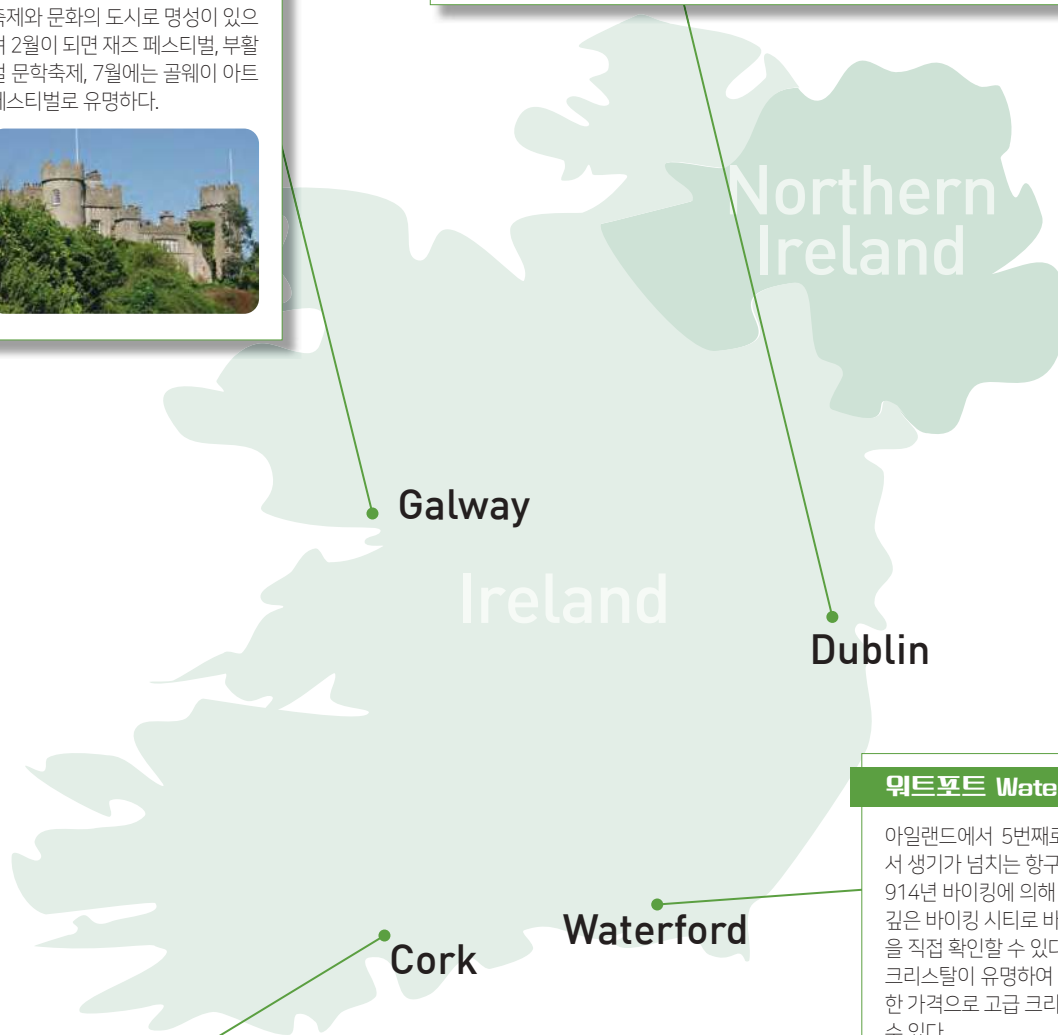 축제와 문화의 도시로 명성이 있으
며 2월이 되면 재즈 페스티벌, 부활
절 문학축제, 7월에는 골웨이 아트
페스티벌로 유명하다.
Northern
Ireland
Galway
Ireland
Dublin
Waterford
Cork
워트포트 Wate
아일랜드에서 5번째로
서 생기가 넘치는 항구
914년 바이킹에 의해
깊은 바이킹 시티로 바
을 직접 확인할 수 있다
크리스탈이 유명하여
한 가격으로 고급 크리
수 있다